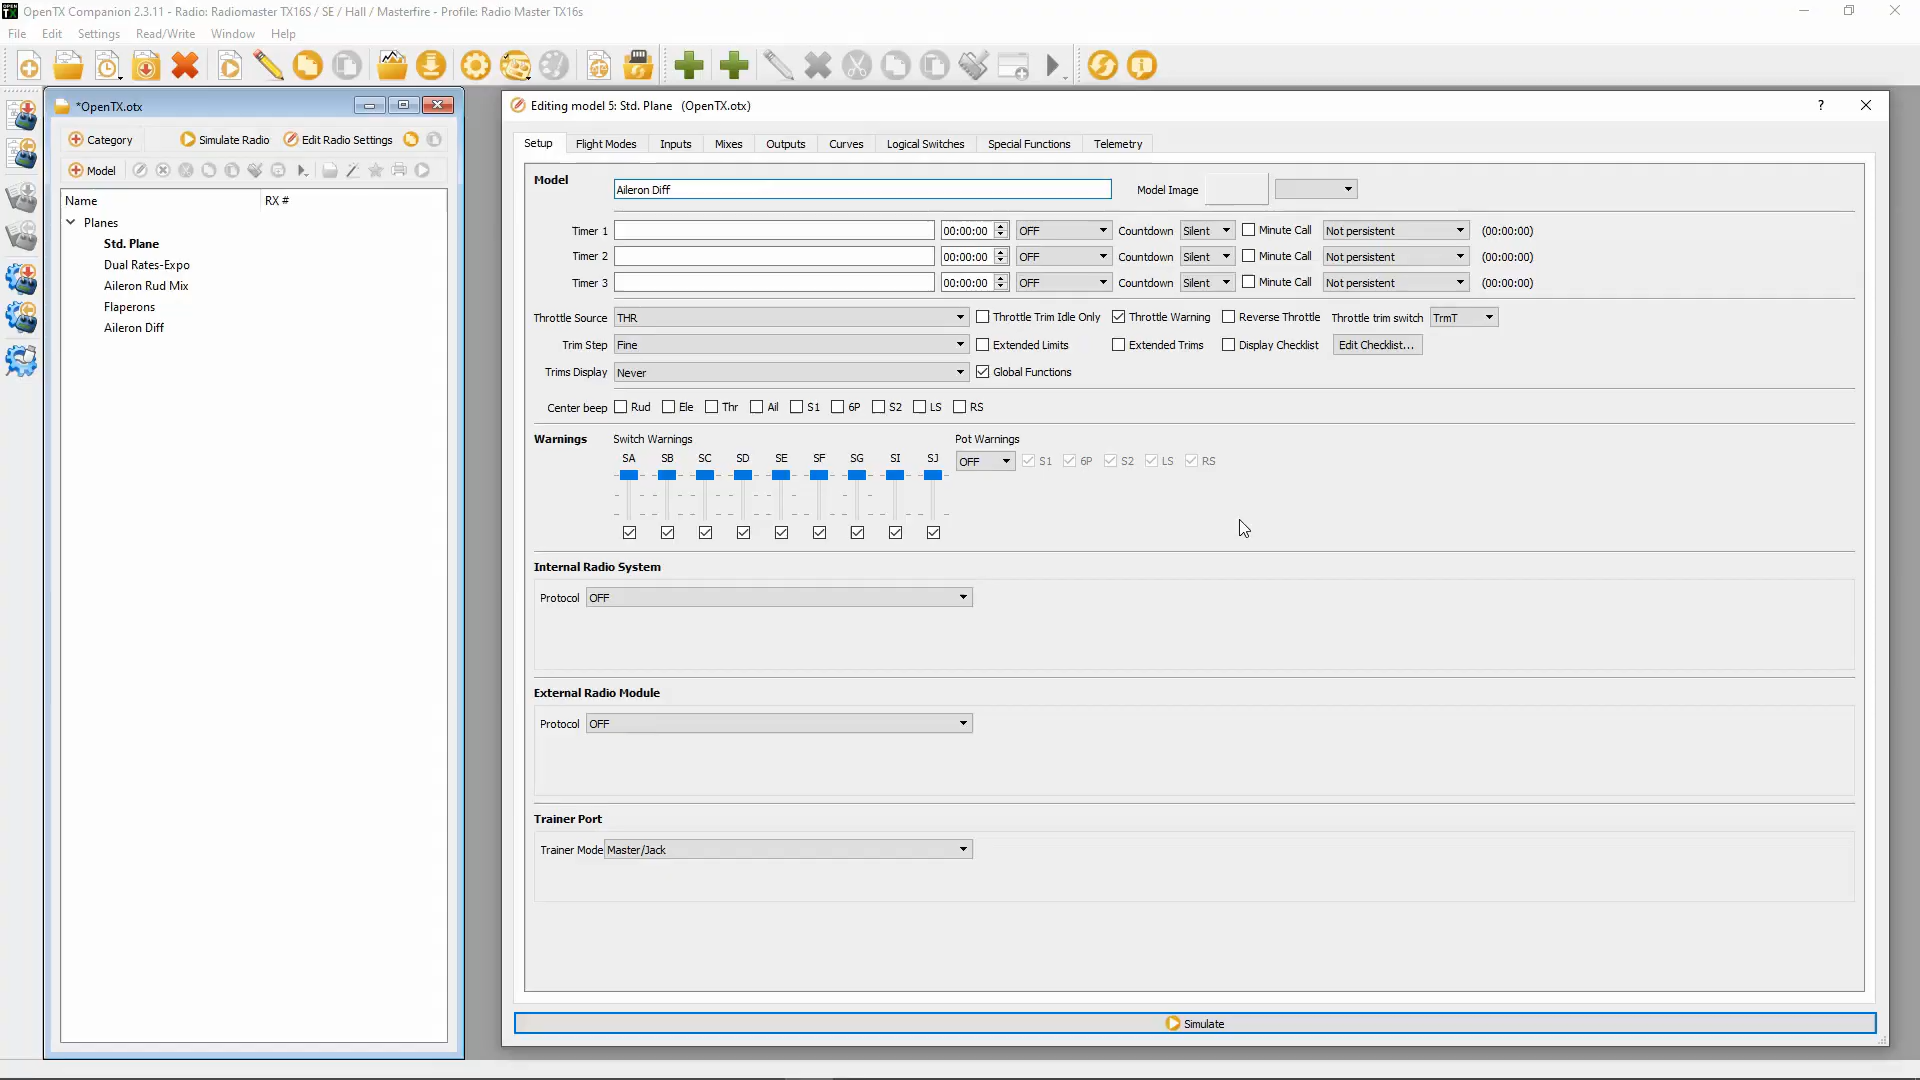 OpenTX Companion 2.3.11 - Radio: Radiomaster TX16S / SE / Hall / Masterfire - Profile: Radio Master TX16s
File Edit Settings Read/Write Window Help
*OpenTX.otx
Category Simulate Radio Edit Radio Settings
Model
Name RX #
Planes
Std. Plane
Dual Rates-Expo
Aileron Rud Mix
Flaperons
Aileron Diff
Editing model 5: Std. Plane (OpenTX.otx) ?
Setup Flight Modes Inputs Mixes Outputs Curves Logical Switches Special Functions Telemetry
Model Aileron Diff Model Image
Timer 1 00:00:00 OFF Countdown Silent Minute Call Not persistent (00:00:00)
Timer 2 00:00:00 OFF Countdown Silent Minute Call Not persistent (00:00:00)
Timer 3 00:00:00 OFF Countdown Silent Minute Call Not persistent (00:00:00)
Throttle Source THR Throttle Trim Idle Only Throttle Warning Reverse Throttle Throttle trim switch TrmT
Trim Step Fine Extended Limits Extended Trims Display Checklist Edit Checklist...
Trims Display Never Global Functions
Center beep Rud Ele Thr Ail S1 6P S2 LS RS
Warnings Switch Warnings Pot Warnings
SA SB SC SD SE SF SG SI SJ
OFF S1 6P S2 LS RS
Internal Radio System
Protocol OFF
External Radio Module
Protocol OFF
Trainer Port
Trainer Mode Master/Jack
Simulate